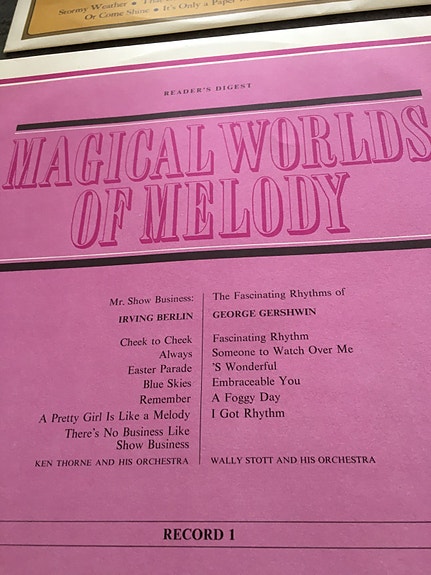 Stormy Weather •
Or Come Shine • It's Only a Paper
READER'S DIGEST
MAGICAL WORLDS
OF MELODY
Mr. Show Business:
IRVING BERLIN
Cheek to Cheek
Always
Easter Parade
Blue Skies
Remember
A Pretty Girl Is Like a Melody
There's No Business Like
Show Business
KEN THORNE AND HIS ORCHESTRA
The Fascinating Rhythms of
GEORGE GERSHWIN
Fascinating Rhythm
Someone to Watch Over Me
'S Wonderful
Embraceable You
A Foggy Day
I Got Rhythm
WALLY STOTT AND HIS ORCHESTRA
RECORD 1